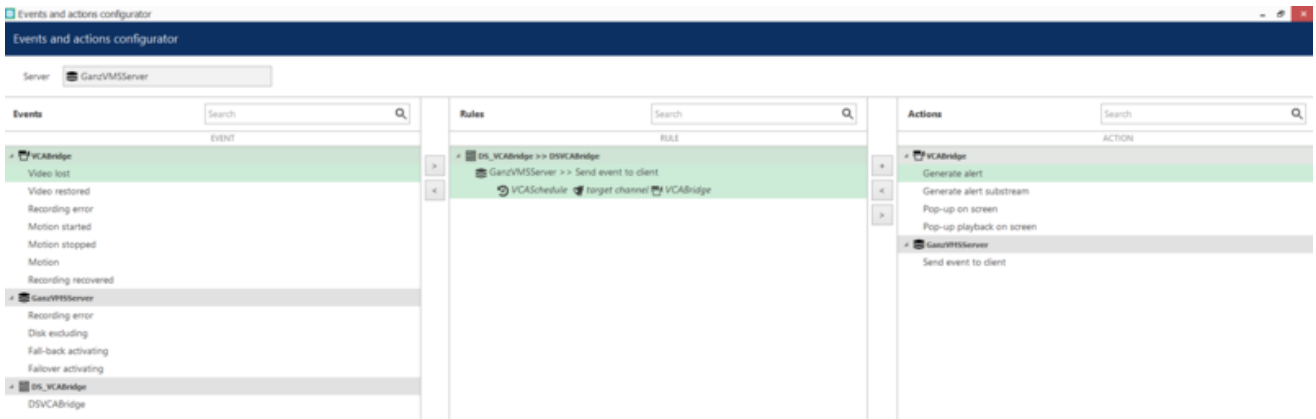 Events and actions configurator
Events and actions configurator
Server GanzVMSServer
Events Search
EVENT
VCABridge
Video lost
Video restored
Recording error
Motion started
Motion stopped
Motion
Recording recovered
GanzVMSServer
Recording error
Disk excluding
Fall-back activating
Failover activating
DS_VCABridge
DSVCABridge
>
<
Rules Search
RULE
DS_VCABridge >> DSVCABridge
GanzVMSServer >> Send event to client
VCASchedule target channel VCABridge
+
<
>
Actions Search
ACTION
VCABridge
Generate alert
Generate alert substream
Pop-up on screen
Pop-up playback on screen
GanzVMSServer
Send event to client